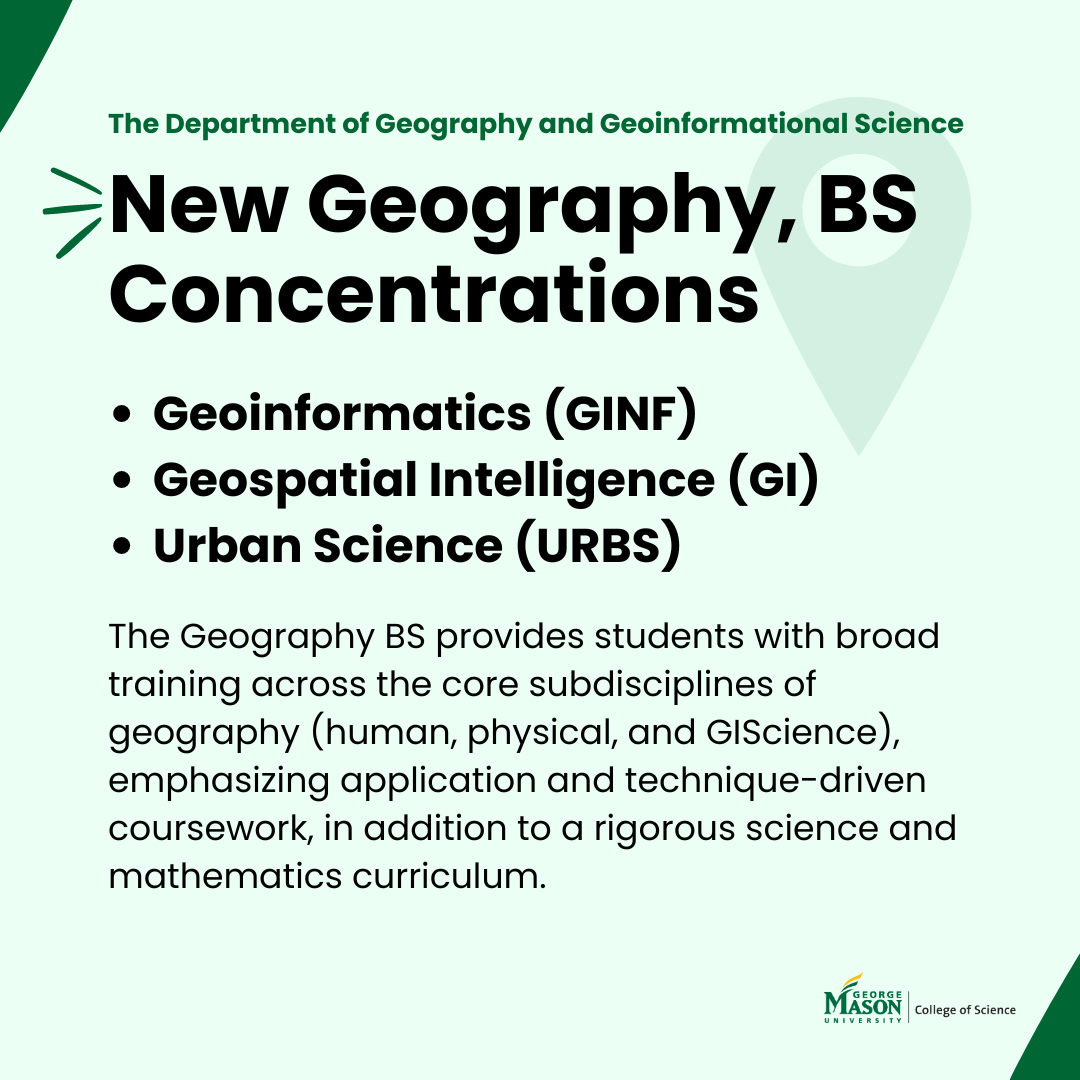 The Department of Geography and Geoinformational Science
New Geography, BS
Concentrations
• Geoinformatics (GINF)
• Geospatial Intelligence (GI)
• Urban Science (URBS)
The Geography BS provides students with broad
training across the core subdisciplines of
geography (human, physical, and GIScience),
emphasizing application and technique-driven
coursework, in addition to a rigorous science and
mathematics curriculum.
GEORGE
MASON
UNIVERSITY
College of Science